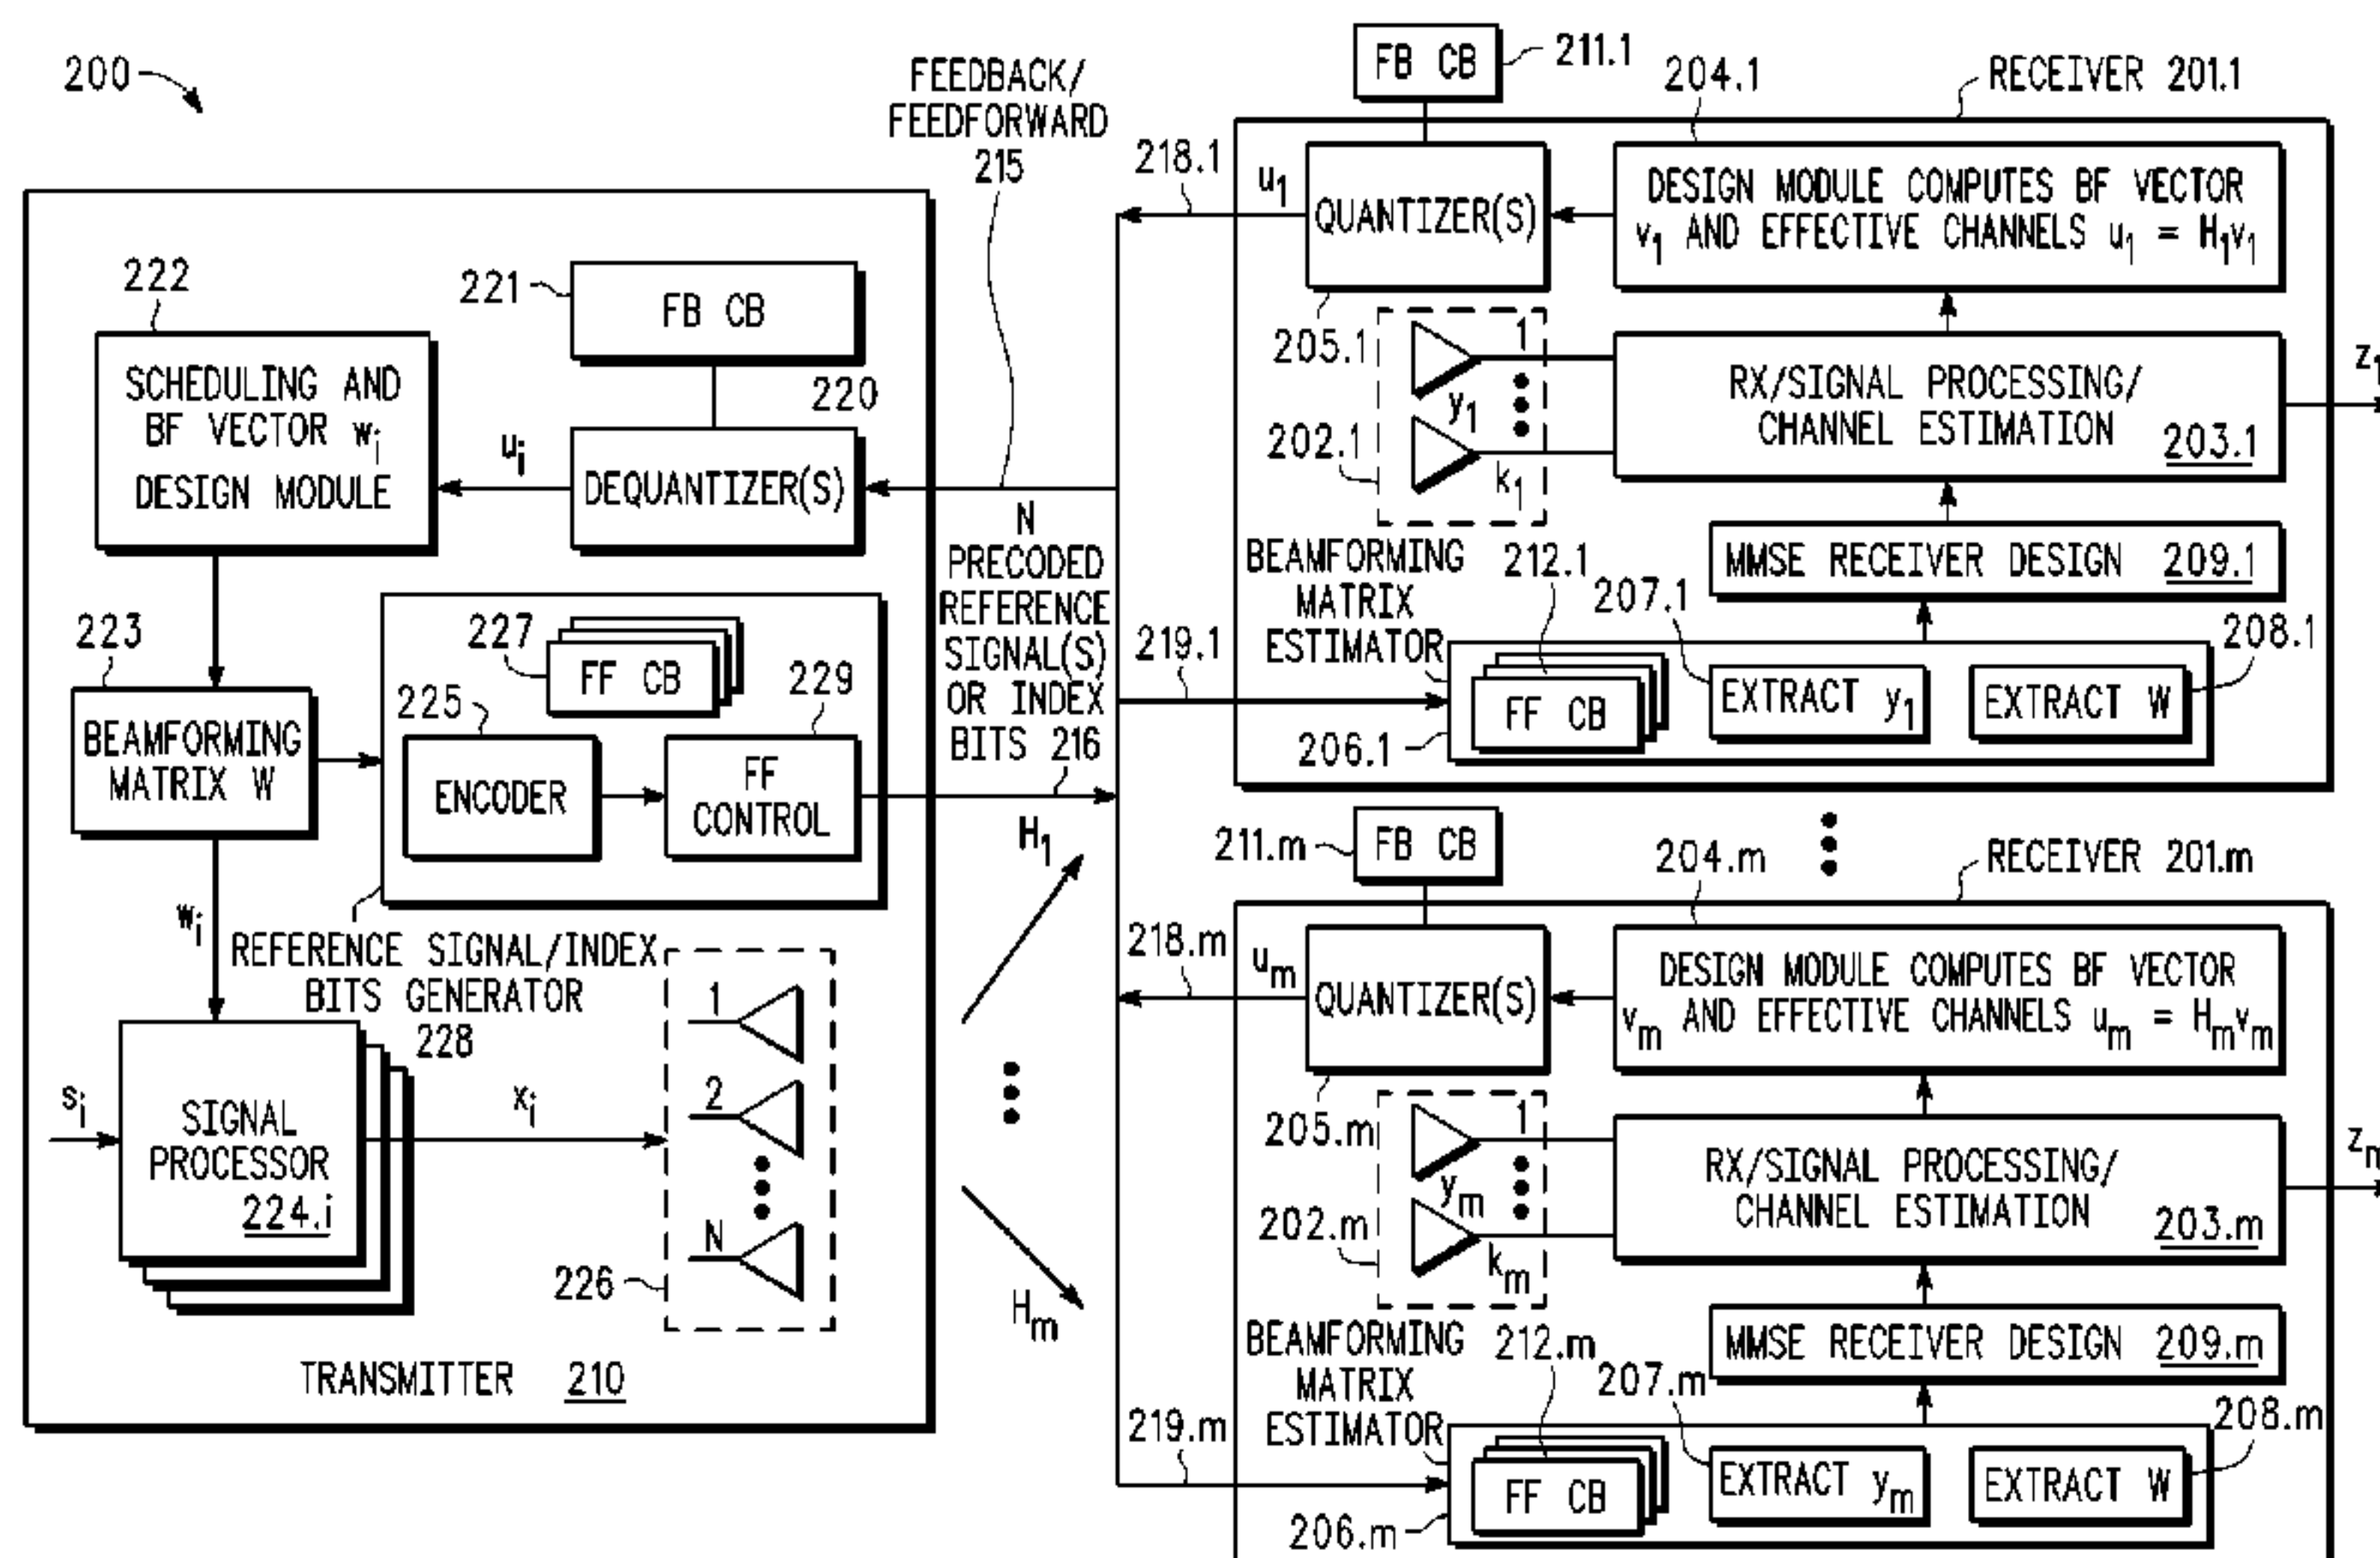 200
FEEDBACK/
FEEDFORWARD
215
222
SCHEDULING AND
BF VECTOR wi
DESIGN MODULE
221
FB CB
220
ui
DEQUANTIZER(S)
223
BEAMFORMING
MATRIX W
227
FF CB
225
ENCODER
229
FF
CONTROL
N
PRECODED
REFERENCE
SIGNAL(S)
OR INDEX
BITS 216
wi
REFERENCE SIGNAL/INDEX
BITS GENERATOR
228
si
SIGNAL
PROCESSOR
224.i
xi
1
2
N
226
TRANSMITTER 210
H1
Hm
FB CB
211.1
204.1
RECEIVER 201.1
218.1
u1
QUANTIZER(S)
205.1
DESIGN MODULE COMPUTES BF VECTOR
v1 AND EFFECTIVE CHANNELS u1 = H1v1
202.1
1
y1
k1
RX/SIGNAL PROCESSING/
CHANNEL ESTIMATION
203.1
z1
BEAMFORMING
MATRIX
ESTIMATOR
MMSE RECEIVER DESIGN 209.1
219.1
212.1
207.1
208.1
FF CB
EXTRACT y1
EXTRACT W
206.1
211.m
FB CB
204.m
RECEIVER 201.m
218.m
um
QUANTIZER(S)
205.m
DESIGN MODULE COMPUTES BF VECTOR
vm AND EFFECTIVE CHANNELS um = Hmvm
202.m
1
ym
km
RX/SIGNAL PROCESSING/
CHANNEL ESTIMATION
203.m
BEAMFORMING
MATRIX
ESTIMATOR
MMSE RECEIVER DESIGN 209.m
219.m
212.m
207.m
208.m
FF CB
EXTRACT ym
EXTRACT W
206.m